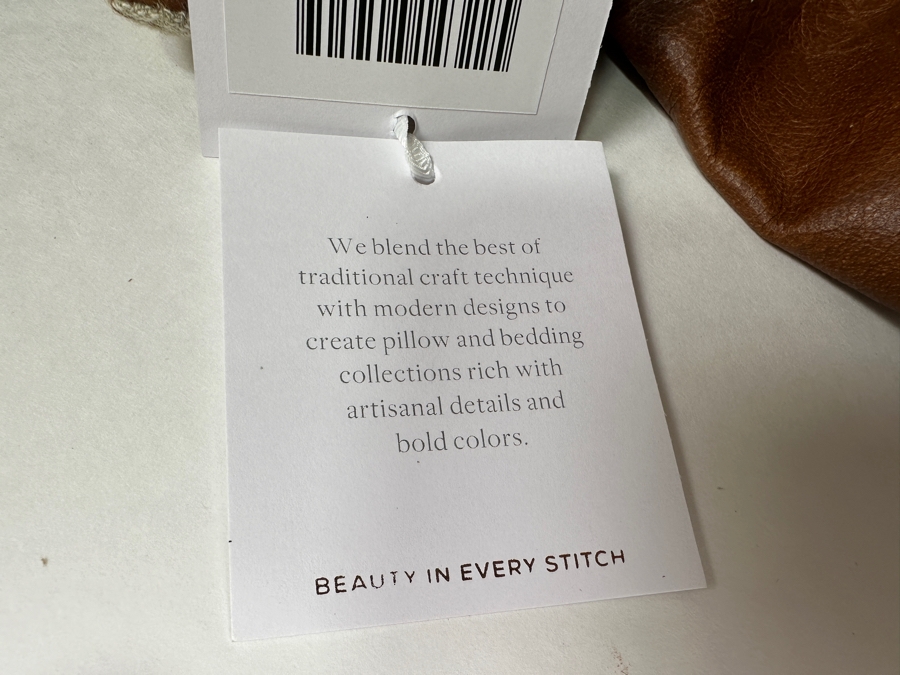 We blend the best of
traditional craft technique
with modern designs to
create pillow and bedding
collections rich with
artisanal details and
bold colors.
BEAUTY IN EVERY STITCH